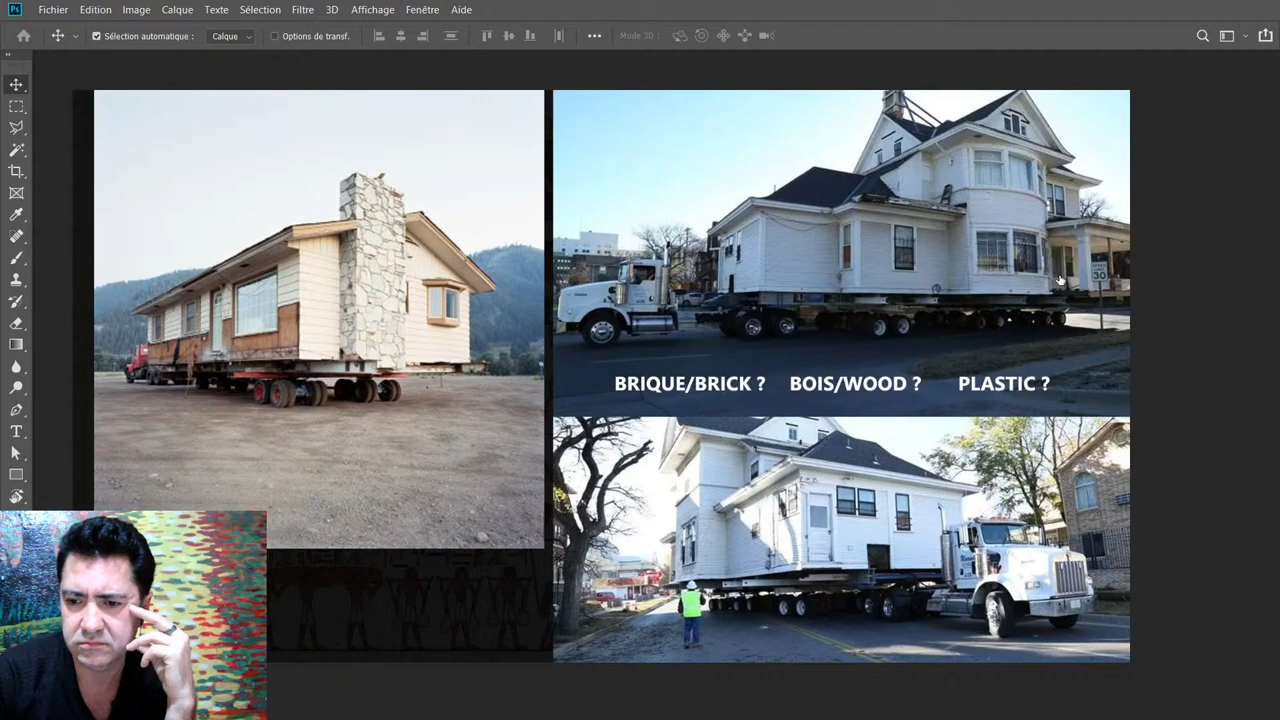 Ps Fichier Edition Image Calque Texte Sélection Filtre 3D Affichage Fenêtre Aide
Sélection automatique : Calque Options de transf. Mode 3D :
30
BRIQUE/BRICK ? BOIS/WOOD ? PLASTIC ?